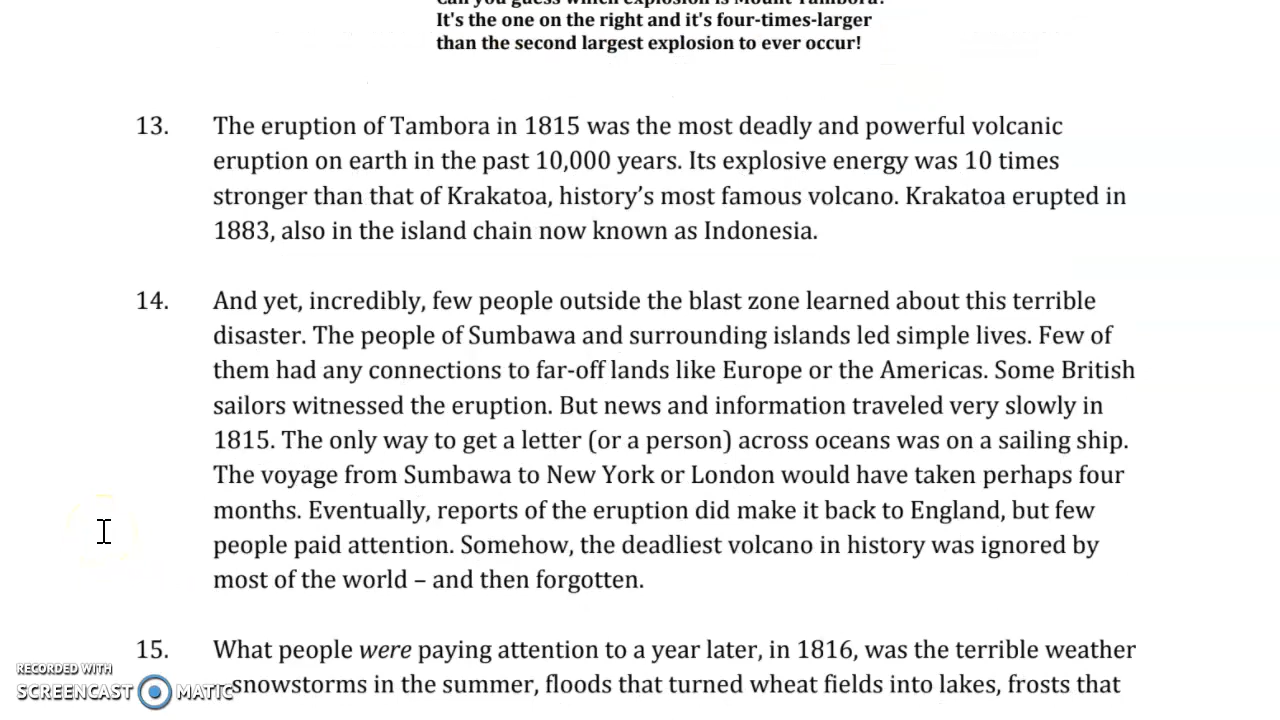 Can you guess which explosion is Mount Tambora?
It's the one on the right and it's four-times-larger
than the second largest explosion to ever occur!
13. The eruption of Tambora in 1815 was the most deadly and powerful volcanic
eruption on earth in the past 10,000 years. Its explosive energy was 10 times
stronger than that of Krakatoa, history’s most famous volcano. Krakatoa erupted in
1883, also in the island chain now known as Indonesia.
14. And yet, incredibly, few people outside the blast zone learned about this terrible
disaster. The people of Sumbawa and surrounding islands led simple lives. Few of
them had any connections to far-off lands like Europe or the Americas. Some British
sailors witnessed the eruption. But news and information traveled very slowly in
1815. The only way to get a letter (or a person) across oceans was on a sailing ship.
The voyage from Sumbawa to New York or London would have taken perhaps four
months. Eventually, reports of the eruption did make it back to England, but few
people paid attention. Somehow, the deadliest volcano in history was ignored by
most of the world – and then forgotten.
15. What people were paying attention to a year later, in 1816, was the terrible weather
snowstorms in the summer, floods that turned wheat fields into lakes, frosts that
RECORDED WITH
SCREENCAST MATIC